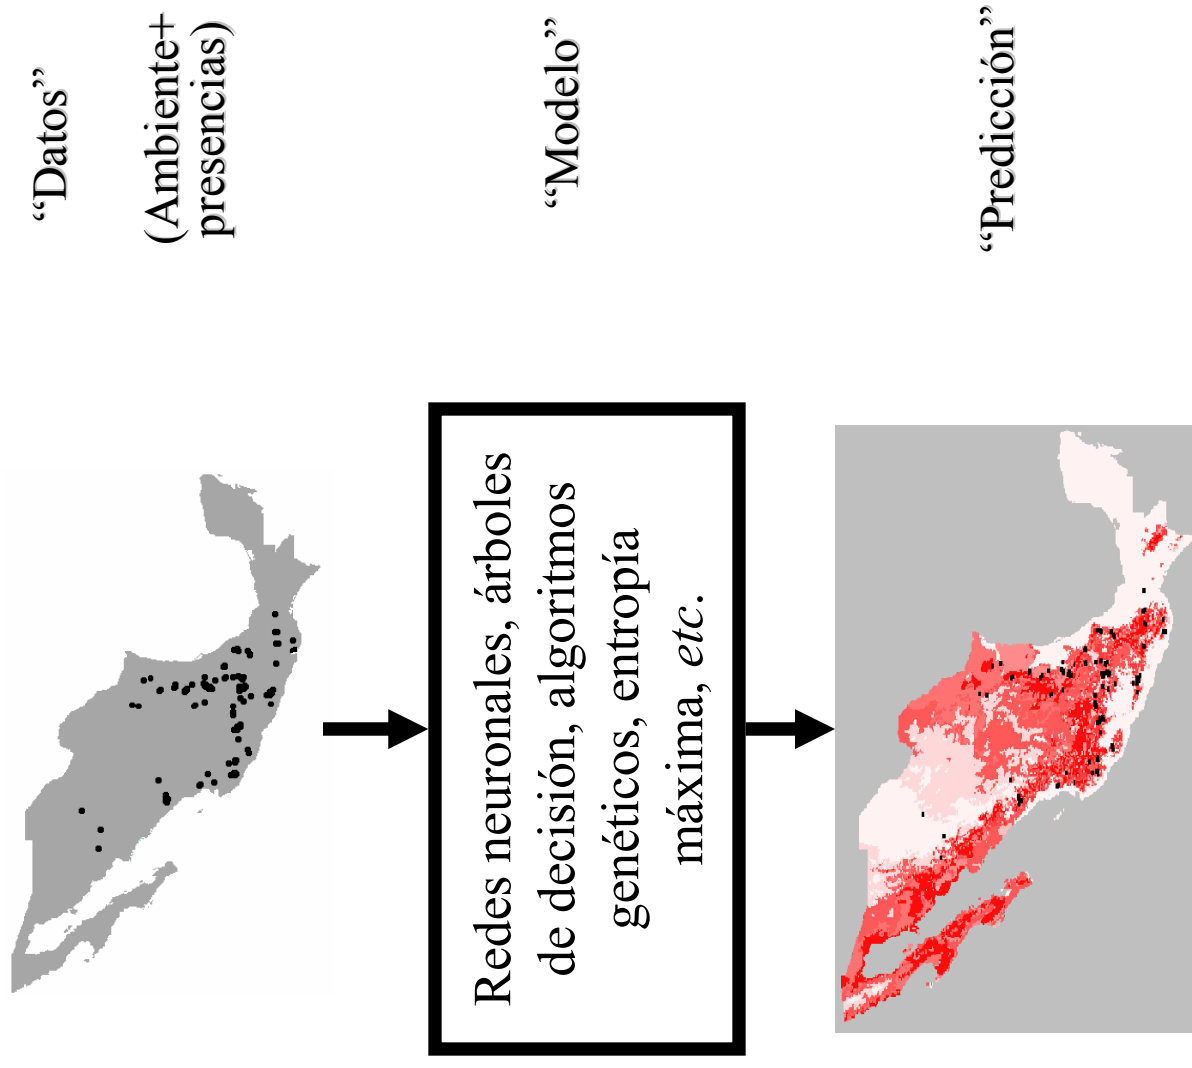 “Datos”
(Ambiente+
presencias)
“Modelo”
Redes neuronales, árboles
de decisión, algoritmos
genéticos, entropía
máxima, etc.
“Predicción”